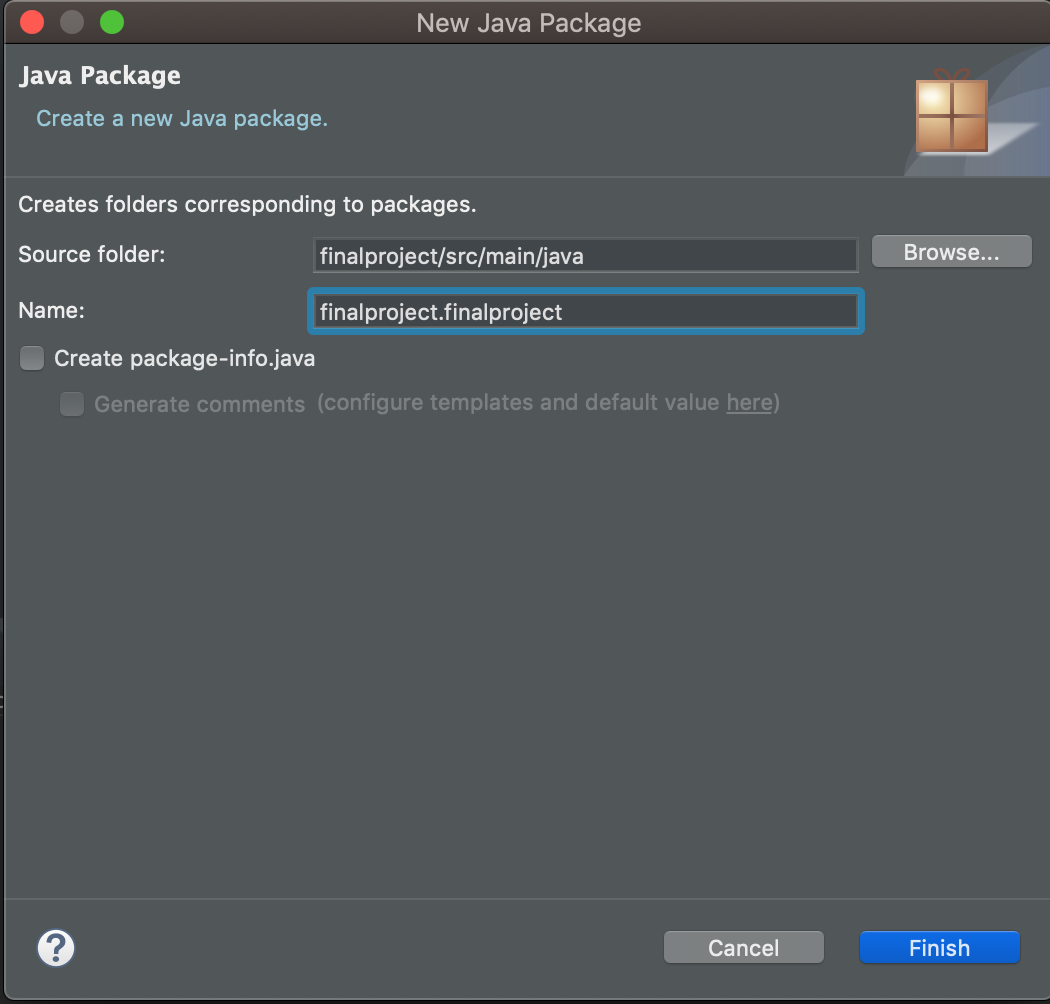 New Java Package
Java Package
Create a new Java package.
Creates folders corresponding to packages.
Source folder: finalproject/src/main/java Browse...
Name: finalproject.finalproject
Create package-info.java
Generate comments (configure templates and default value here)
? Cancel Finish